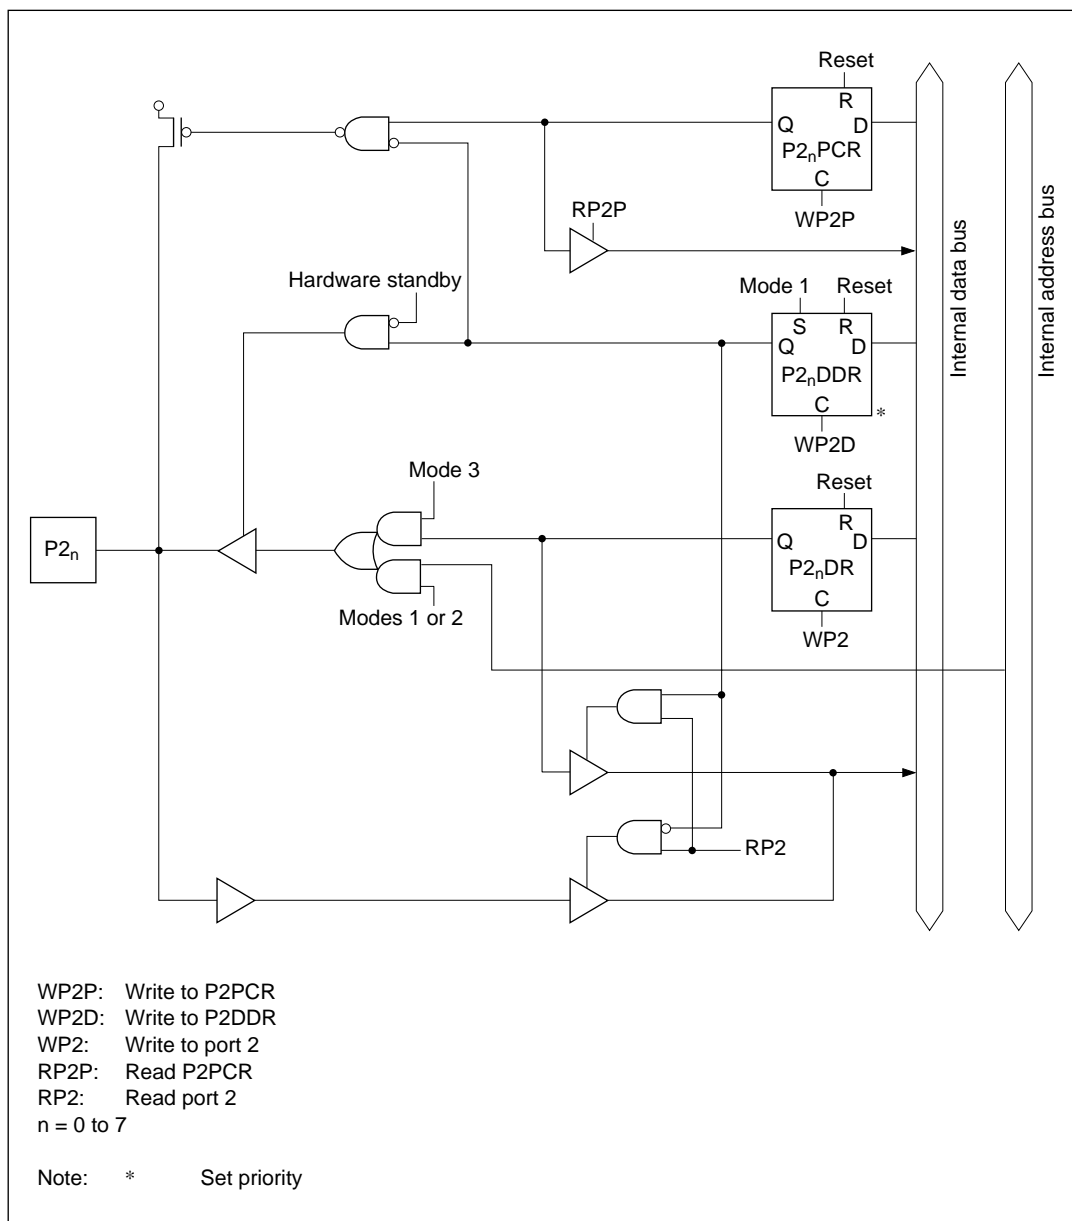 Reset
R
Q
D
P2nPCR
C
WP2P
RP2P
Hardware standby
Mode 1
Reset
S
R
Q
D
P2nDDR
C
*
WP2D
Internal data bus
Internal address bus
Mode 3
Reset
R
Q
D
P2nDR
C
WP2
P2n
Modes 1 or 2
RP2
WP2P: Write to P2PCR
WP2D: Write to P2DDR
WP2: Write to port 2
RP2P: Read P2PCR
RP2: Read port 2
n = 0 to 7
Note: * Set priority